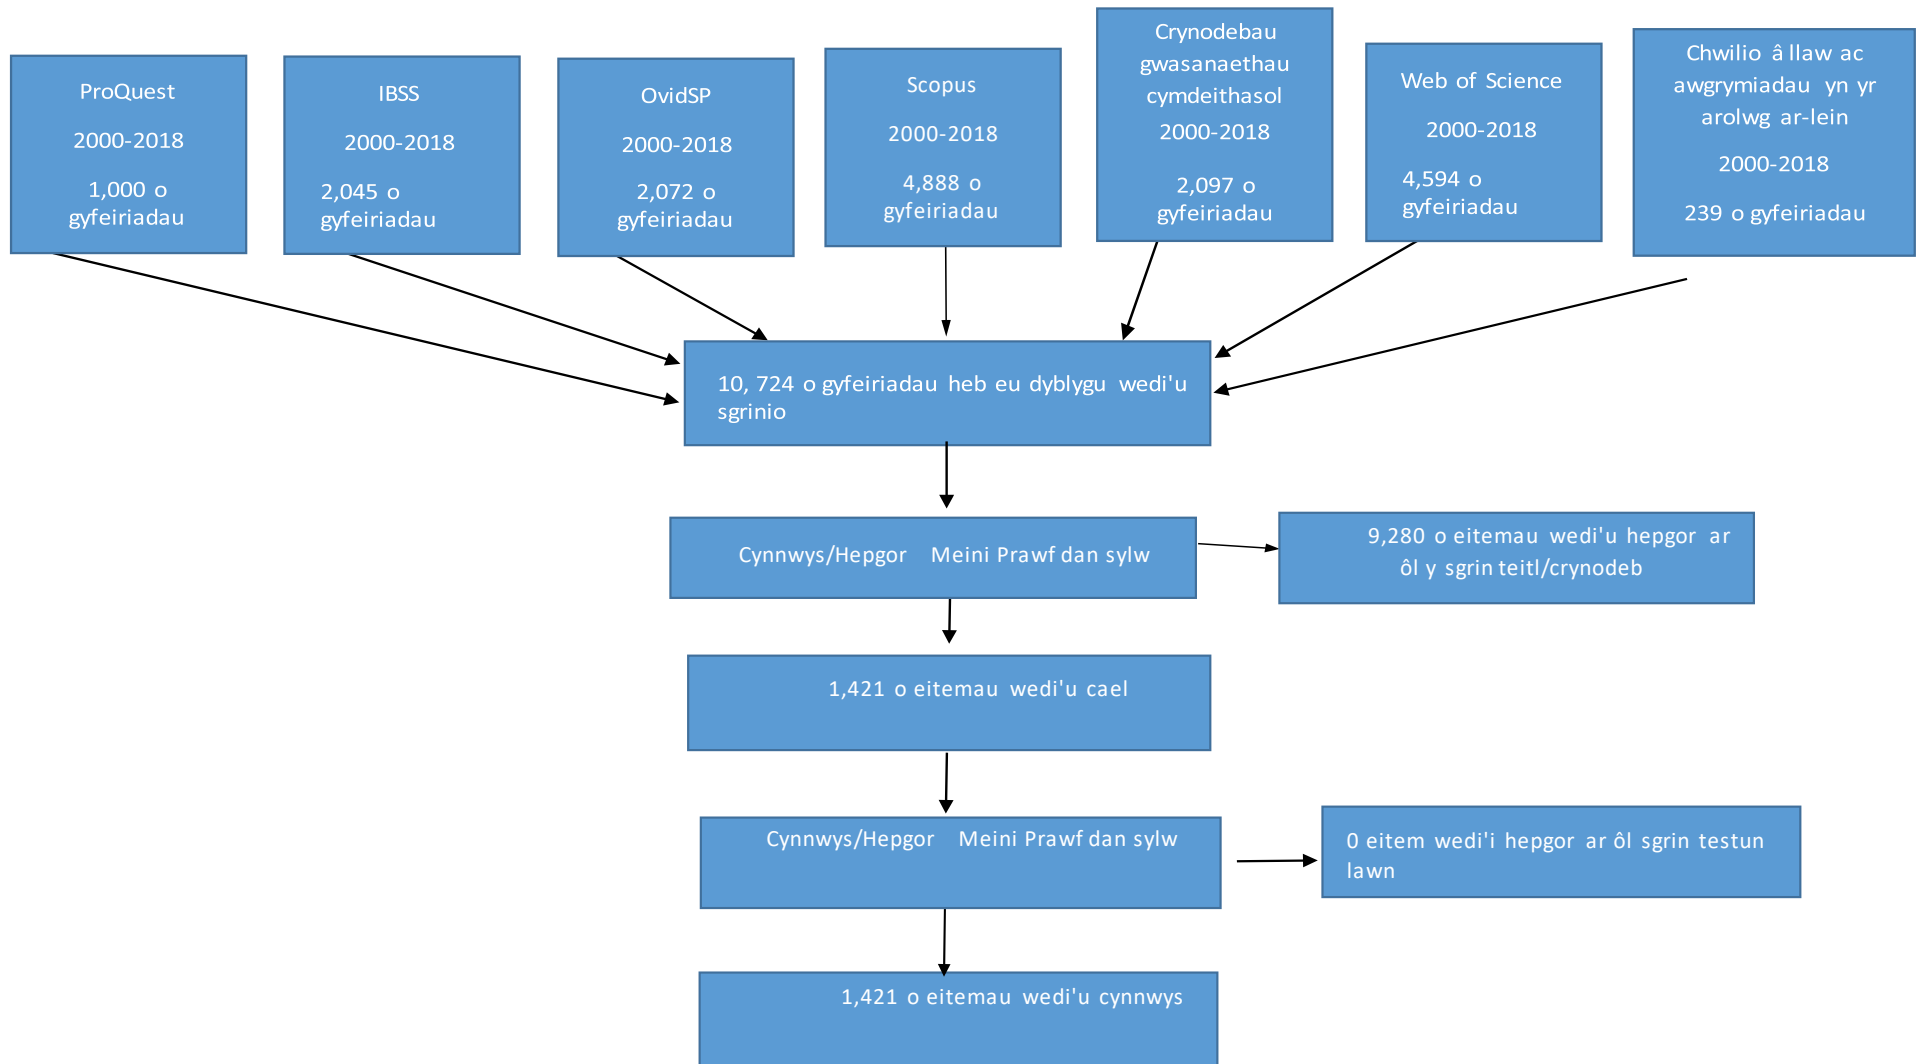 ProQuest
2000-2018
1,000 o
gyfeiriadau
IBSS
2000-2018
2,045 o
gyfeiriadau
OvidSP
2000-2018
2,072 o
gyfeiriadau
Scopus
2000-2018
4,888 o
gyfeiriadau
Crynodebau
gwasanaethau
cymdeithasol
2000-2018
2,097 o
gyfeiriadau
Web of Science
2000-2018
4,594 o
gyfeiriadau
Chwilio â llaw ac
awgrymiadau yn yr
arolwg ar-lein
2000-2018
239 o gyfeiriadau
10, 724 o gyfeiriadau heb eu dyblygu wedi'u
sgrinio
Cynnwys/Hepgor Meini Prawf dan sylw
9,280 o eitemau wedi'u hepgor ar
ôl y sgrin teitl/crynodeb
1,421 o eitemau wedi'u cael
Cynnwys/Hepgor Meini Prawf dan sylw
0 eitem wedi'i hepgor ar ôl sgrin testun
lawn
1,421 o eitemau wedi'u cynnwys